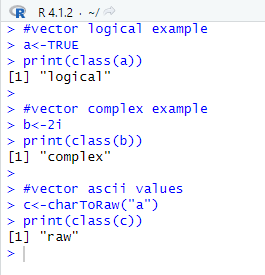 R 4.1.2 · ~/
> #vector logical example
> a<-TRUE
> print(class(a))
[1] "logical"
>
> #vector complex example
> b<-2i
> print(class(b))
[1] "complex"
>
> #vector ascii values
> c<-charToRaw("a")
> print(class(c))
[1] "raw"
>